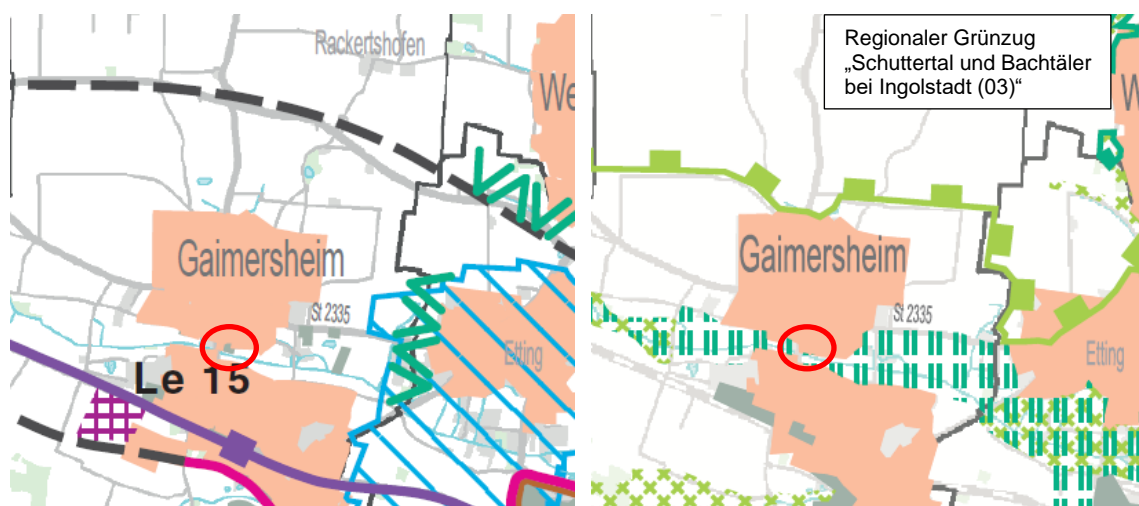 Rackertshofen
We
Gaimersheim
St 2335
Etting
Le 15
Regionaler Grünzug
„Schuttertal und Bachtäler
bei Ingolstadt (03)“
W
Gaimersheim
St 2335
Etting